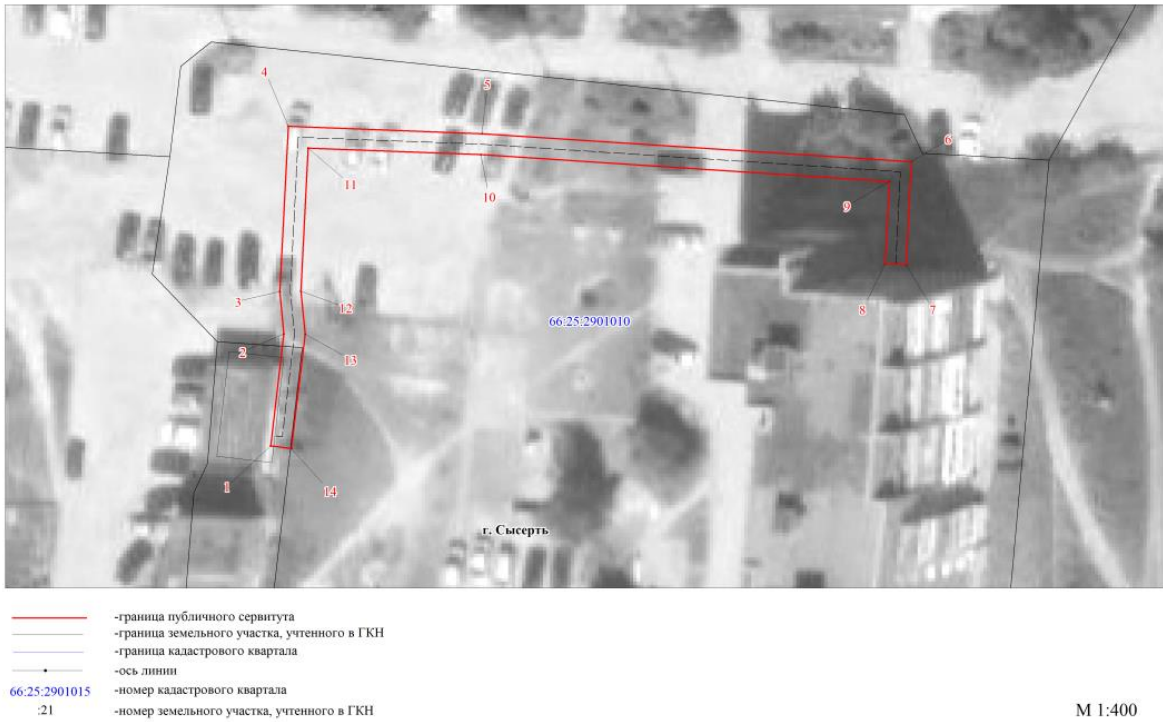 4
5
6
11
10
9
3
12
8
7
66:25:2901010
2
13
1
14
г. Сысерть
-граница публичного сервитута
-граница земельного участка, учтенного в ГКН
-граница кадастрового квартала
-ось линии
66:25:2901015 -номер кадастрового квартала
:21 -номер земельного участка, учтенного в ГКН
М 1:400